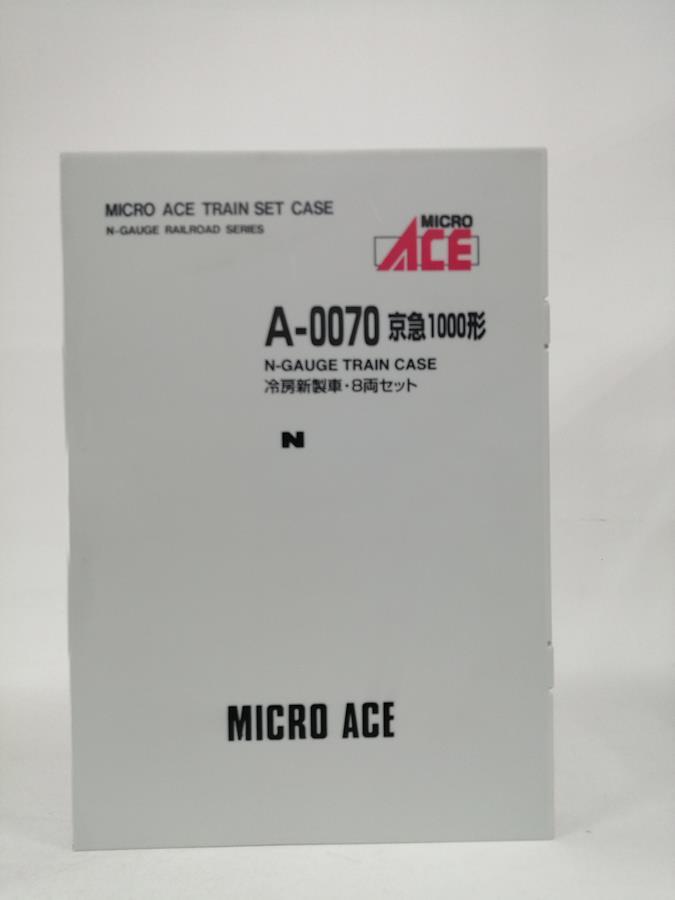 MICRO ACE TRAIN SET CASE
N-GAUGE RAILROAD SERIES
MICRO
ACE
A-0070 京急1000形
N-GAUGE TRAIN CASE
冷房新製車・8両セット
N
MICRO ACE